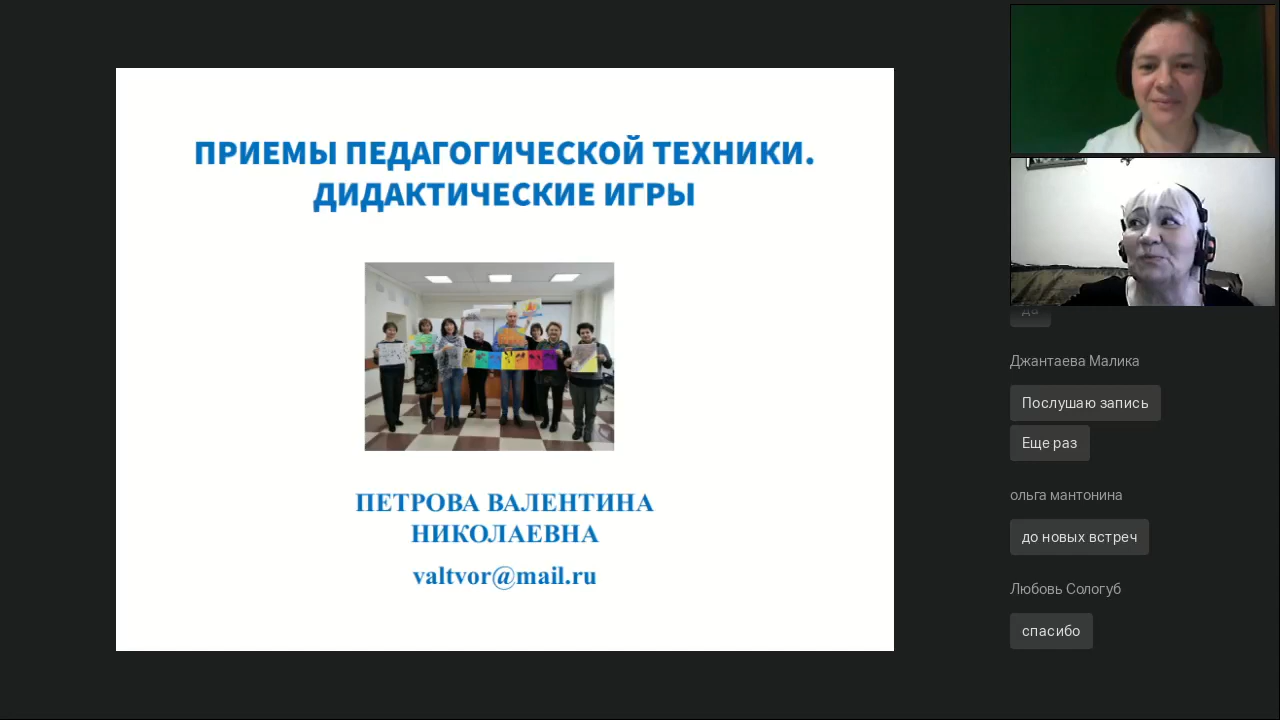 ПРИЕМЫ ПЕДАГОГИЧЕСКОЙ ТЕХНИКИ.
ДИДАКТИЧЕСКИЕ ИГРЫ
ПЕТРОВА ВАЛЕНТИНА
НИКОЛАЕВНА
valtvor@mail.ru
да
Джантаева Малика
Послушаю запись
Еще раз
ольга мантонина
до новых встреч
Любовь Сологуб
спасибо